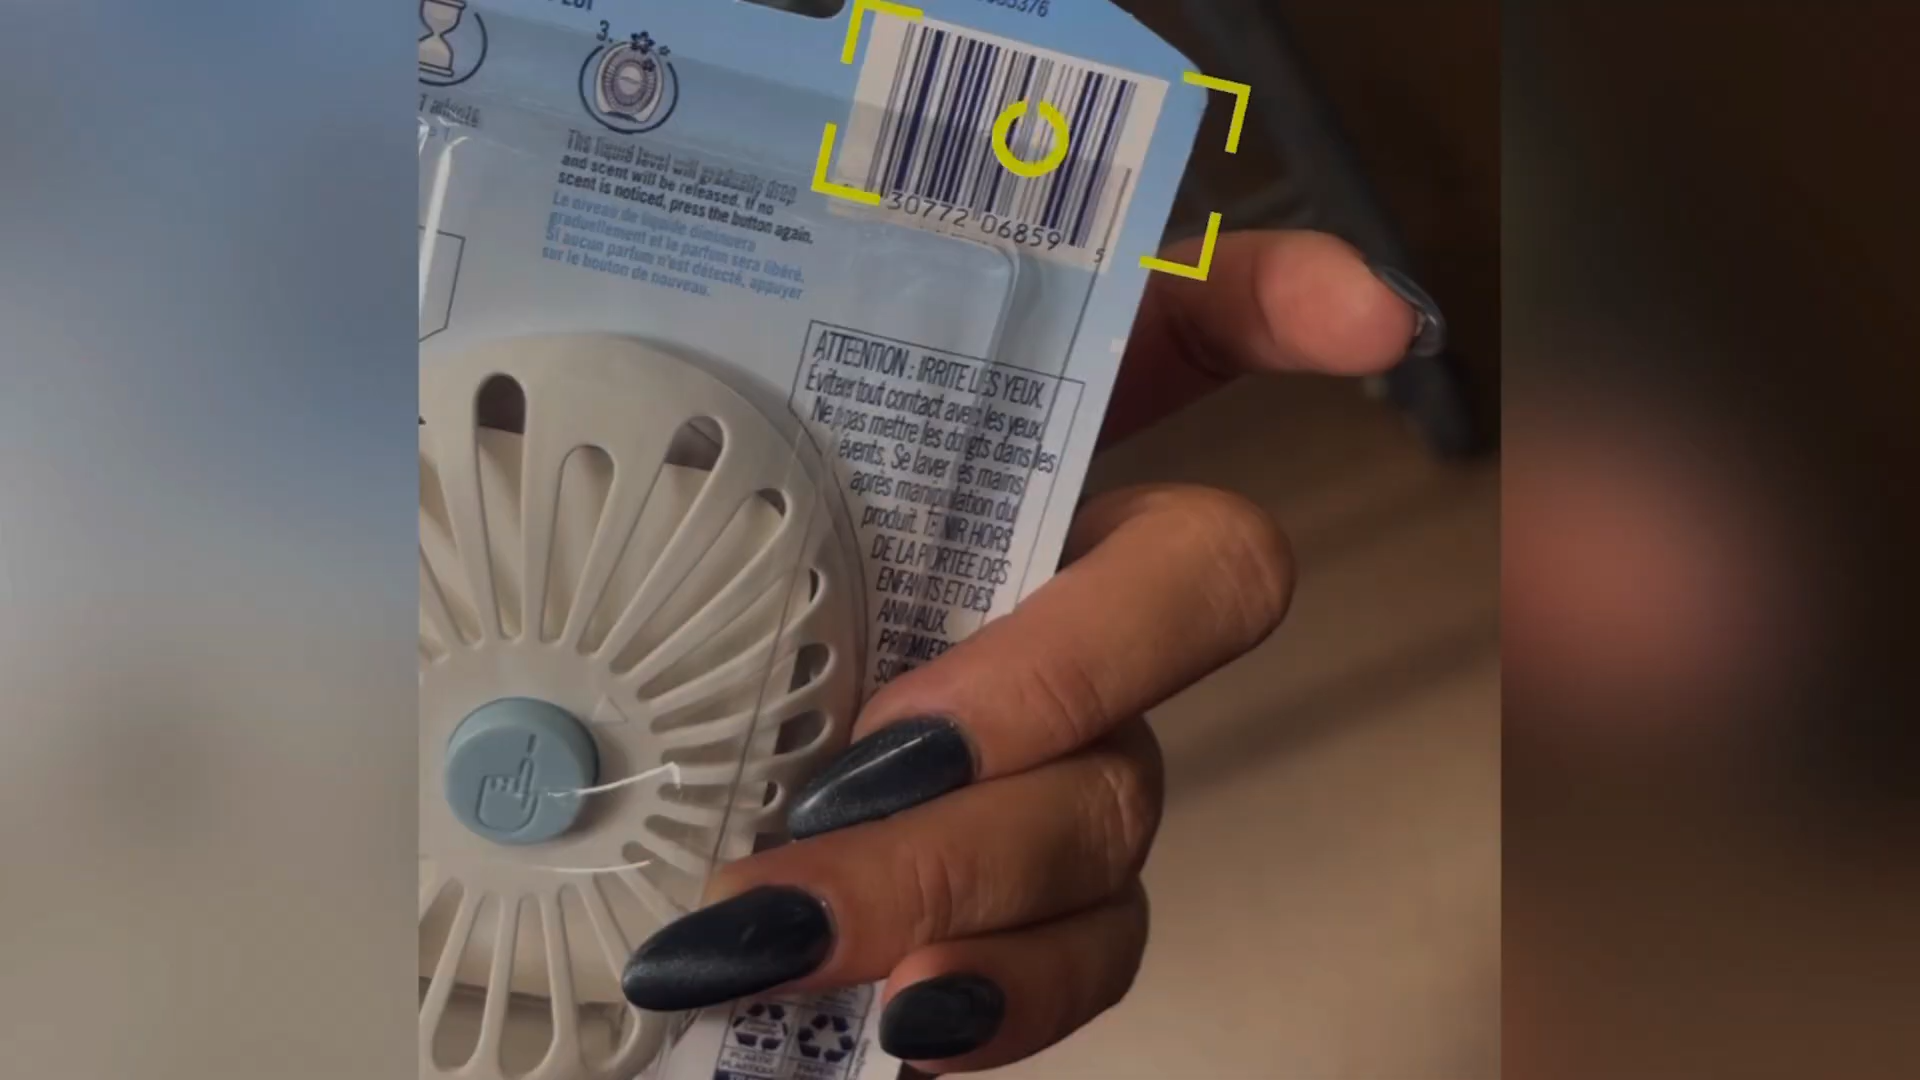 3.
The liquid level will gradually drop
and scent will be released. If no
scent is noticed, press the button again.
Le niveau de liquide diminuera
graduellement et le parfum sera libéré.
Si aucun parfum n'est détecté, appuyer
sur le bouton de nouveau.
30772 06859 5
ATTENTION : IRRITE LES YEUX.
Éviter tout contact avec les yeux.
Ne pas mettre les doigts dans les
évents. Se laver les mains
après manipulation du
produit. TENIR HORS
DE LA PORTÉE DES
ENFANTS ET DES
ANIMAUX.
PREMIERS
PLASTIC
PLASTIQUE
PAPER